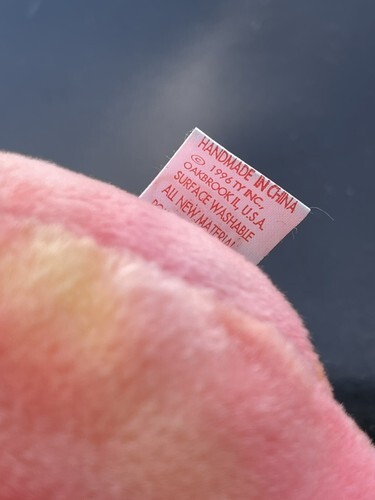 HANDMADE IN CHINA
© 1996 TY INC.,
OAKBROOK IL, U.S.A.
SURFACE WASHABLE
ALL NEW MATERIAL